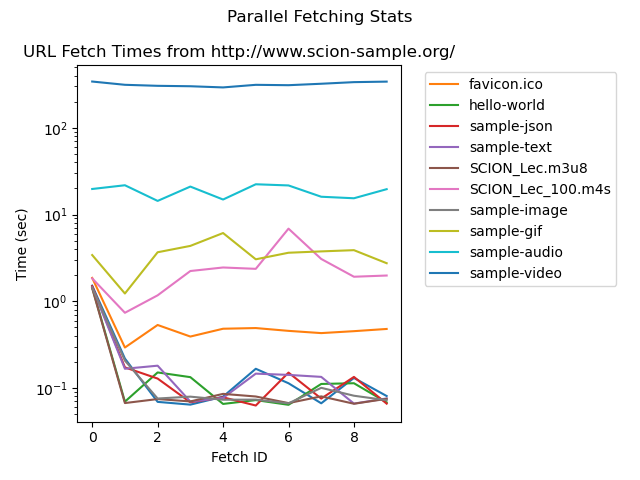 Parallel Fetching Stats
URL Fetch Times from http://www.scion-sample.org/
Time (sec)
10²
10¹
10⁰
10⁻¹
0 2 4 6 8
Fetch ID
favicon.ico
hello-world
sample-json
sample-text
SCION_Lec.m3u8
SCION_Lec_100.m4s
sample-image
sample-gif
sample-audio
sample-video